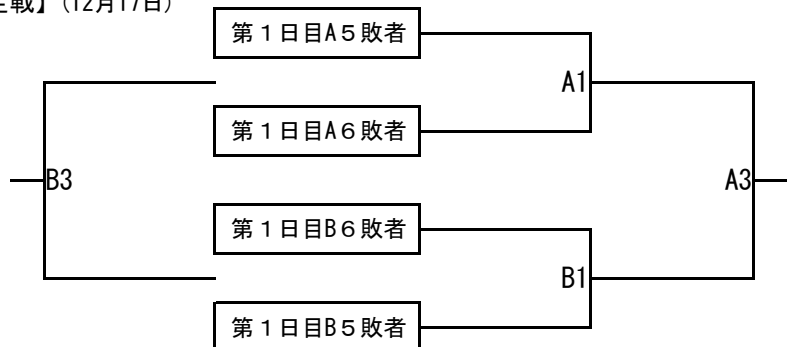 戦】(12月17日)
第1日目A5敗者
A1
第1日目A6敗者
B3
A3
第1日目B6敗者
B1
第1日目B5敗者